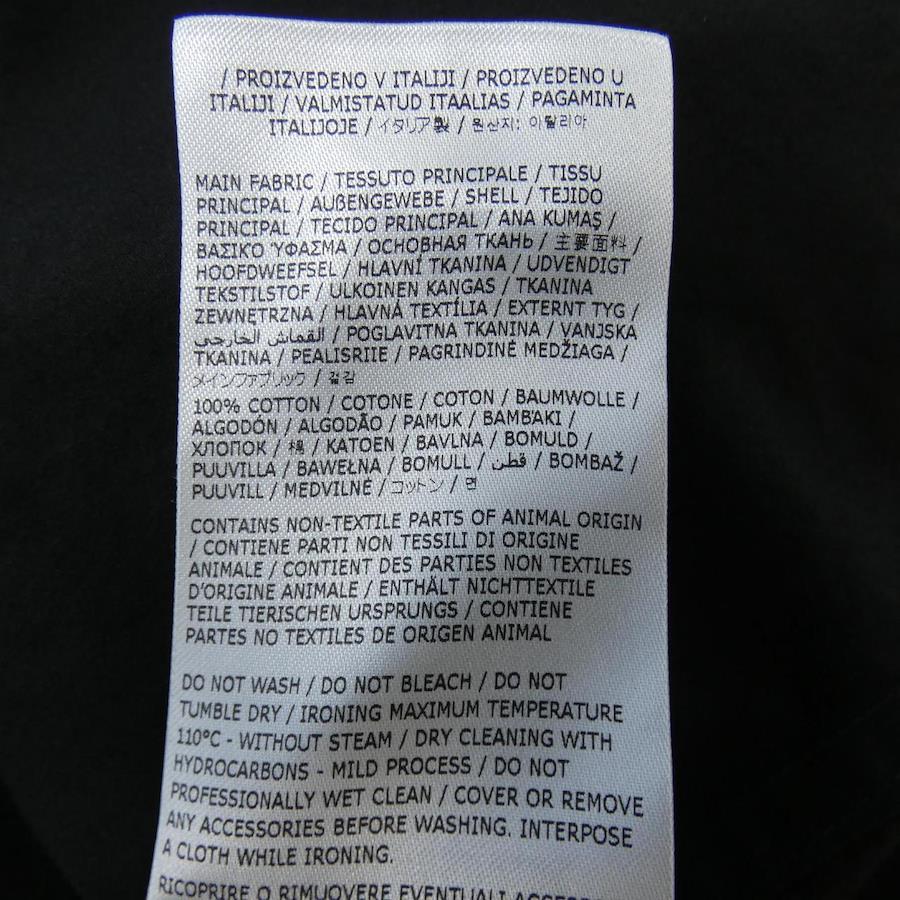 / PROIZVEDENO V ITALIJI / PROIZVEDENO U
ITALIJI / VALMISTATUD ITAALIAS / PAGAMINTA
ITALIJOJE / イタリア製 / 원산지: 이탈리아
MAIN FABRIC / TESSUTO PRINCIPALE / TISSU
PRINCIPAL / AUßENGEWEBE / SHELL / TEJIDO
PRINCIPAL / TECIDO PRINCIPAL / ANA KUMAŞ /
ΒΑΣΙΚΌ ΎΦΑΣΜΑ / ОСНОВНАЯ ТКАНЬ / 主要面料 /
HOOFDWEEFSEL / HLAVNÍ TKANINA / UDVENDIGT
TEKSTILSTOF / ULKOINEN KANGAS / TKANINA
ZEWNĘTRZNA / HLAVNÁ TEXTÍLIA / EXTERNT TYG /
القماش الخارجي / POGLAVITNA TKANINA / VANJSKA
TKANINA / PEALISRIIE / PAGRINDINĖ MEDŽIAGA /
メインファブリック / 겉감
100% COTTON / COTONE / COTON / BAUMWOLLE /
ALGODÓN / ALGODÃO / PAMUK / ΒΑΜΒΆΚΙ /
ХЛОПОК / 棉 / KATOEN / BAVLNA / BOMULD /
PUUVILLA / BAWEŁNA / BOMULL / قطن / BOMBAŽ /
PUUVILL / MEDVILNĖ / コットン / 면
CONTAINS NON-TEXTILE PARTS OF ANIMAL ORIGIN
/ CONTIENE PARTI NON TESSILI DI ORIGINE
ANIMALE / CONTIENT DES PARTIES NON TEXTILES
D'ORIGINE ANIMALE / ENTHÄLT NICHTTEXTILE
TEILE TIERISCHEN URSPRUNGS / CONTIENE
PARTES NO TEXTILES DE ORIGEN ANIMAL
DO NOT WASH / DO NOT BLEACH / DO NOT
TUMBLE DRY / IRONING MAXIMUM TEMPERATURE
110°C - WITHOUT STEAM / DRY CLEANING WITH
HYDROCARBONS - MILD PROCESS / DO NOT
PROFESSIONALLY WET CLEAN / COVER OR REMOVE
ANY ACCESSORIES BEFORE WASHING. INTERPOSE
A CLOTH WHILE IRONING.
RICOPRIRE O RIMUOVERE EVENTUALI